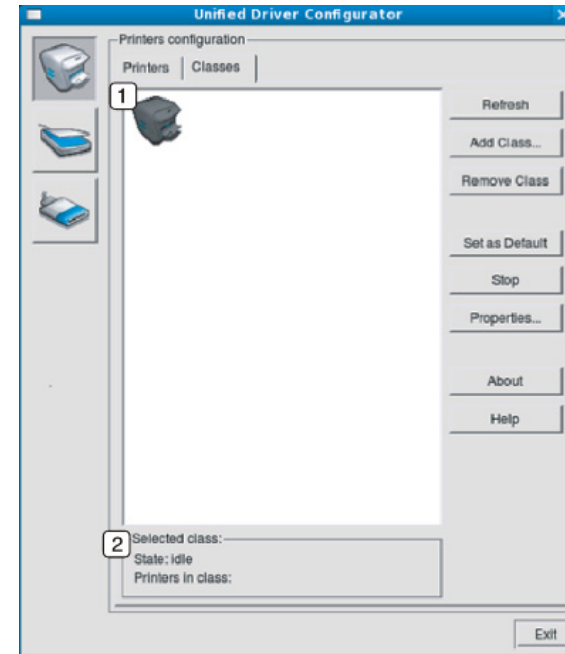 Unified Driver Configurator
Printers configuration
Printers
Classes
1
Refresh
Add Class...
Remove Class
Set as Default
Stop
Properties...
About
Help
2
Selected class:
State: idle
Printers in class:
Exit